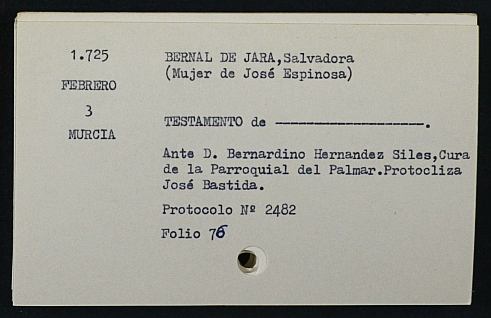 1.725
FEBRERO
3
MURCIA
BERNAL DE JARA,Salvadora
(Mujer de José Espinosa)
TESTAMENTO de -------------------.
Ante D. Bernardino Hernandez Siles,Cura
de la Parroquial del Palmar.Protocliza
José Bastida.
Protocolo Nº 2482
Folio 76